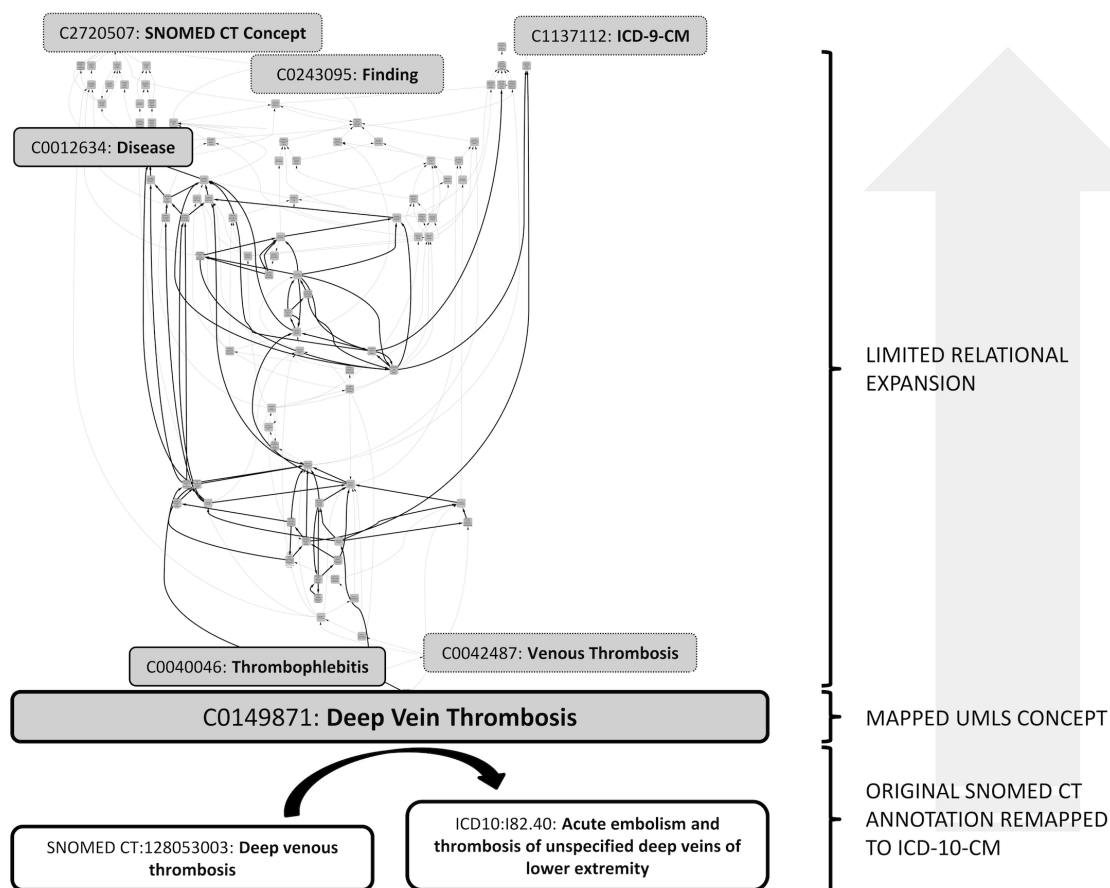 C2720507: SNOMED CT Concept
C1137112: ICD-9-CM
C0243095: Finding
C0012634: Disease
LIMITED RELATIONAL
EXPANSION
C0040046: Thrombophlebitis
C0042487: Venous Thrombosis
C0149871: Deep Vein Thrombosis
MAPPED UMLS CONCEPT
SNOMED CT:128053003: Deep venous
thrombosis
ICD10:I82.40: Acute embolism and
thrombosis of unspecified deep veins of
lower extremity
ORIGINAL SNOMED CT
ANNOTATION REMAPPED
TO ICD-10-CM